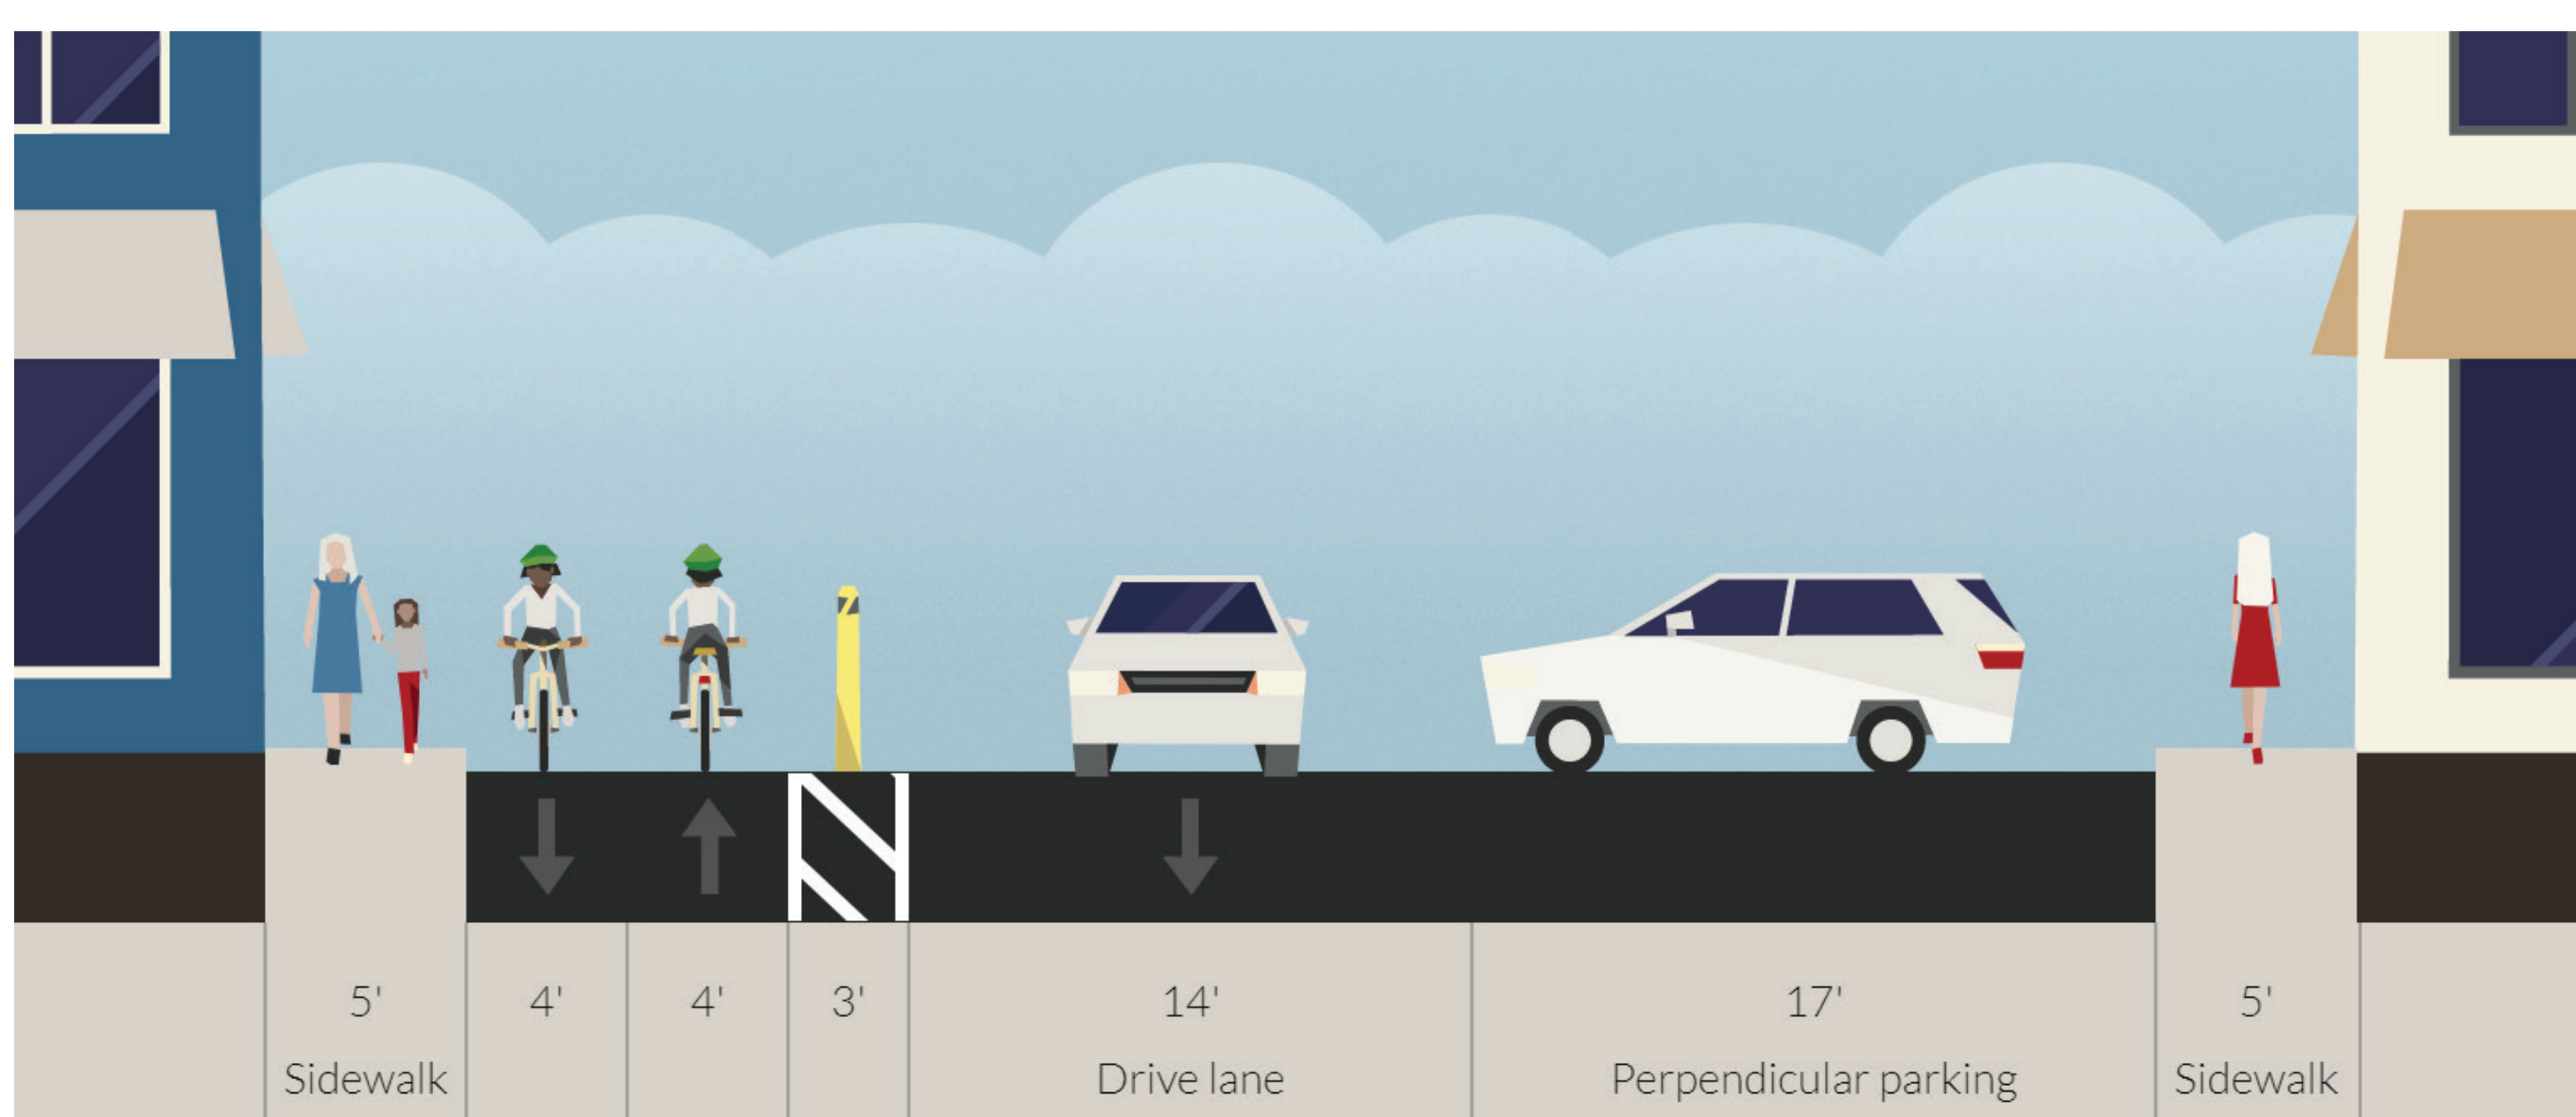 5' 4' 4' 3' 14' 17' 5'
Sidewalk Drive lane Perpendicular parking Sidewalk